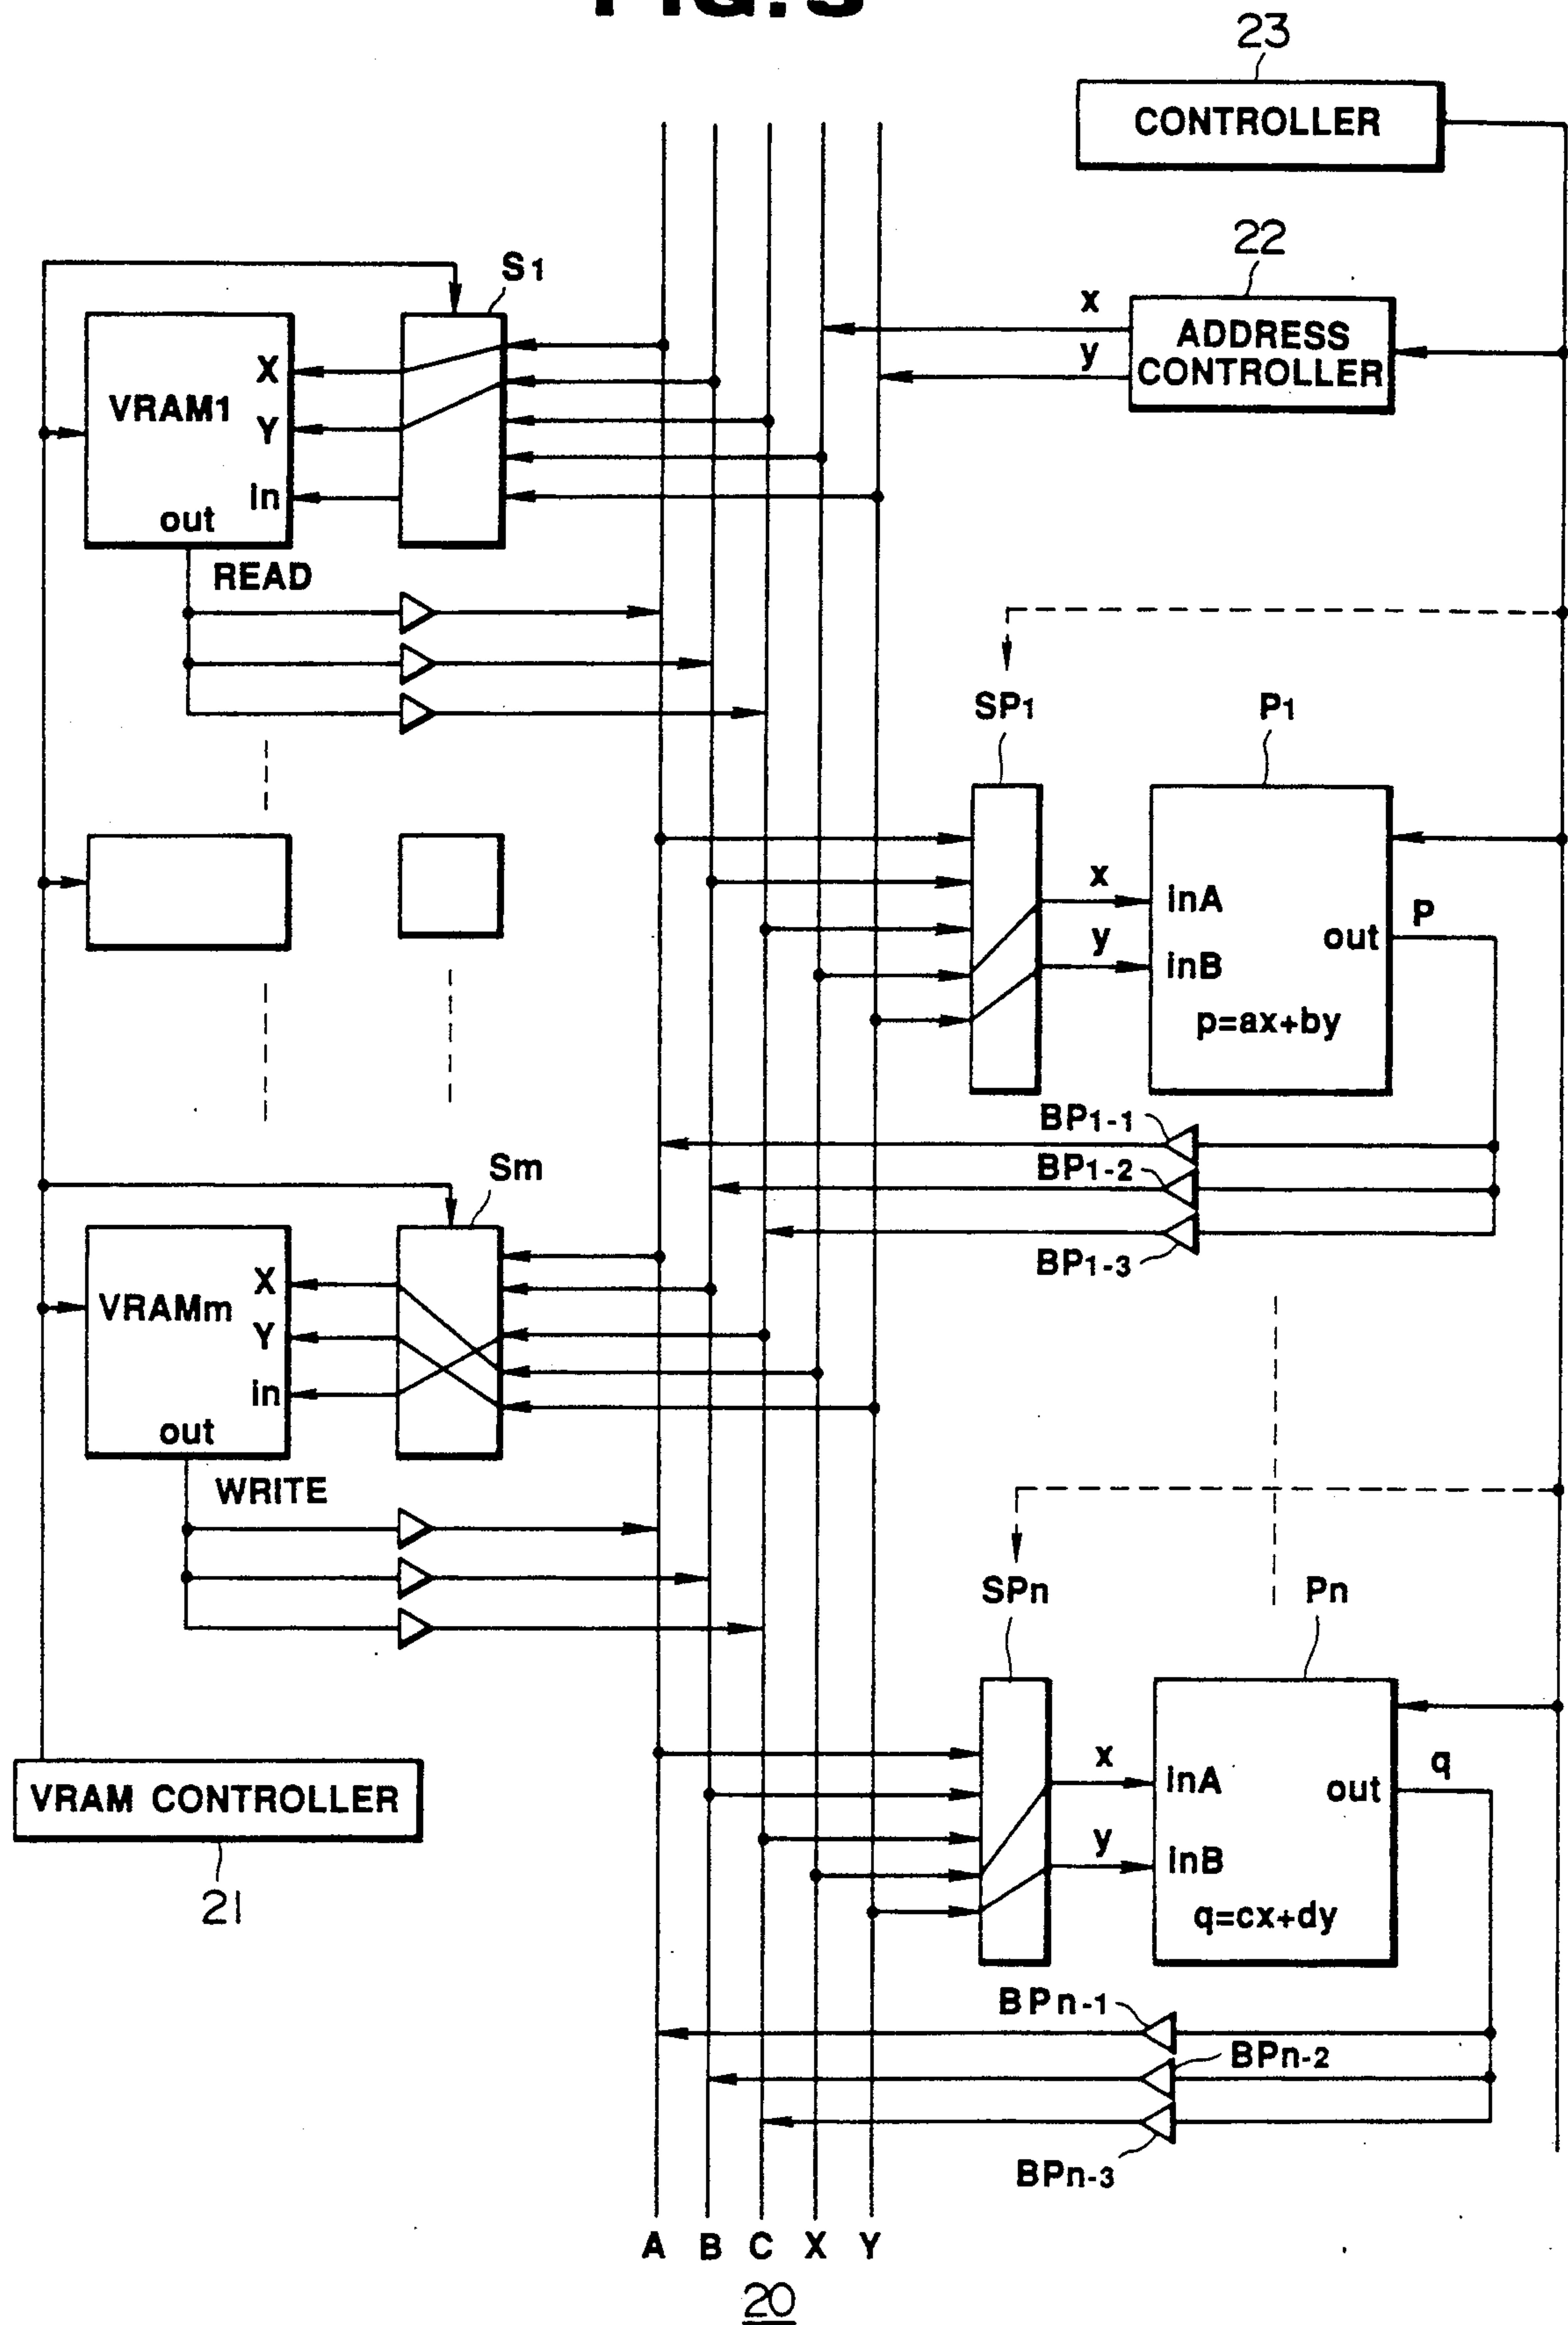 FIG. 5
23
CONTROLLER
22
x
y
ADDRESS
CONTROLLER
S1
X
VRAM1
Y
in
out
READ
SP1
P1
x
inA
P
y
out
inB
p=ax+by
BP1-1
BP1-2
BP1-3
Sm
X
VRAMm
Y
in
out
WRITE
SPn
Pn
x
q
inA
out
y
inB
q=cx+dy
VRAM CONTROLLER
21
BPn-1
BPn-2
BPn-3
A B C X Y
20